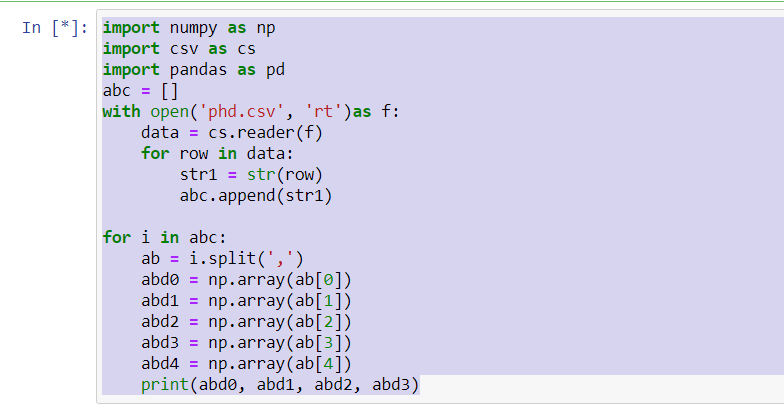 In [*]: import numpy as np
import csv as cs
import pandas as pd
abc = []
with open('phd.csv', 'rt')as f:
    data = cs.reader(f)
    for row in data:
        str1 = str(row)
        abc.append(str1)

for i in abc:
    ab = i.split(',')
    abd0 = np.array(ab[0])
    abd1 = np.array(ab[1])
    abd2 = np.array(ab[2])
    abd3 = np.array(ab[3])
    abd4 = np.array(ab[4])
    print(abd0, abd1, abd2, abd3)